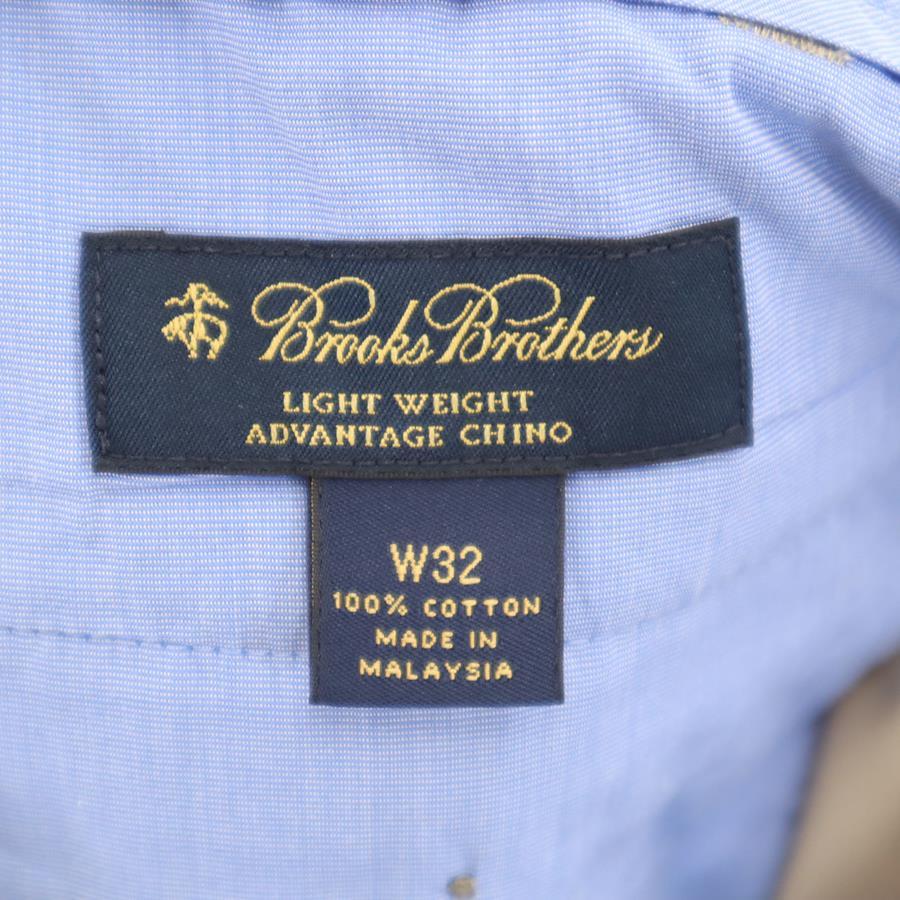 Brooks Brothers
LIGHT WEIGHT
ADVANTAGE CHINO
W32
100% COTTON
MADE IN
MALAYSIA